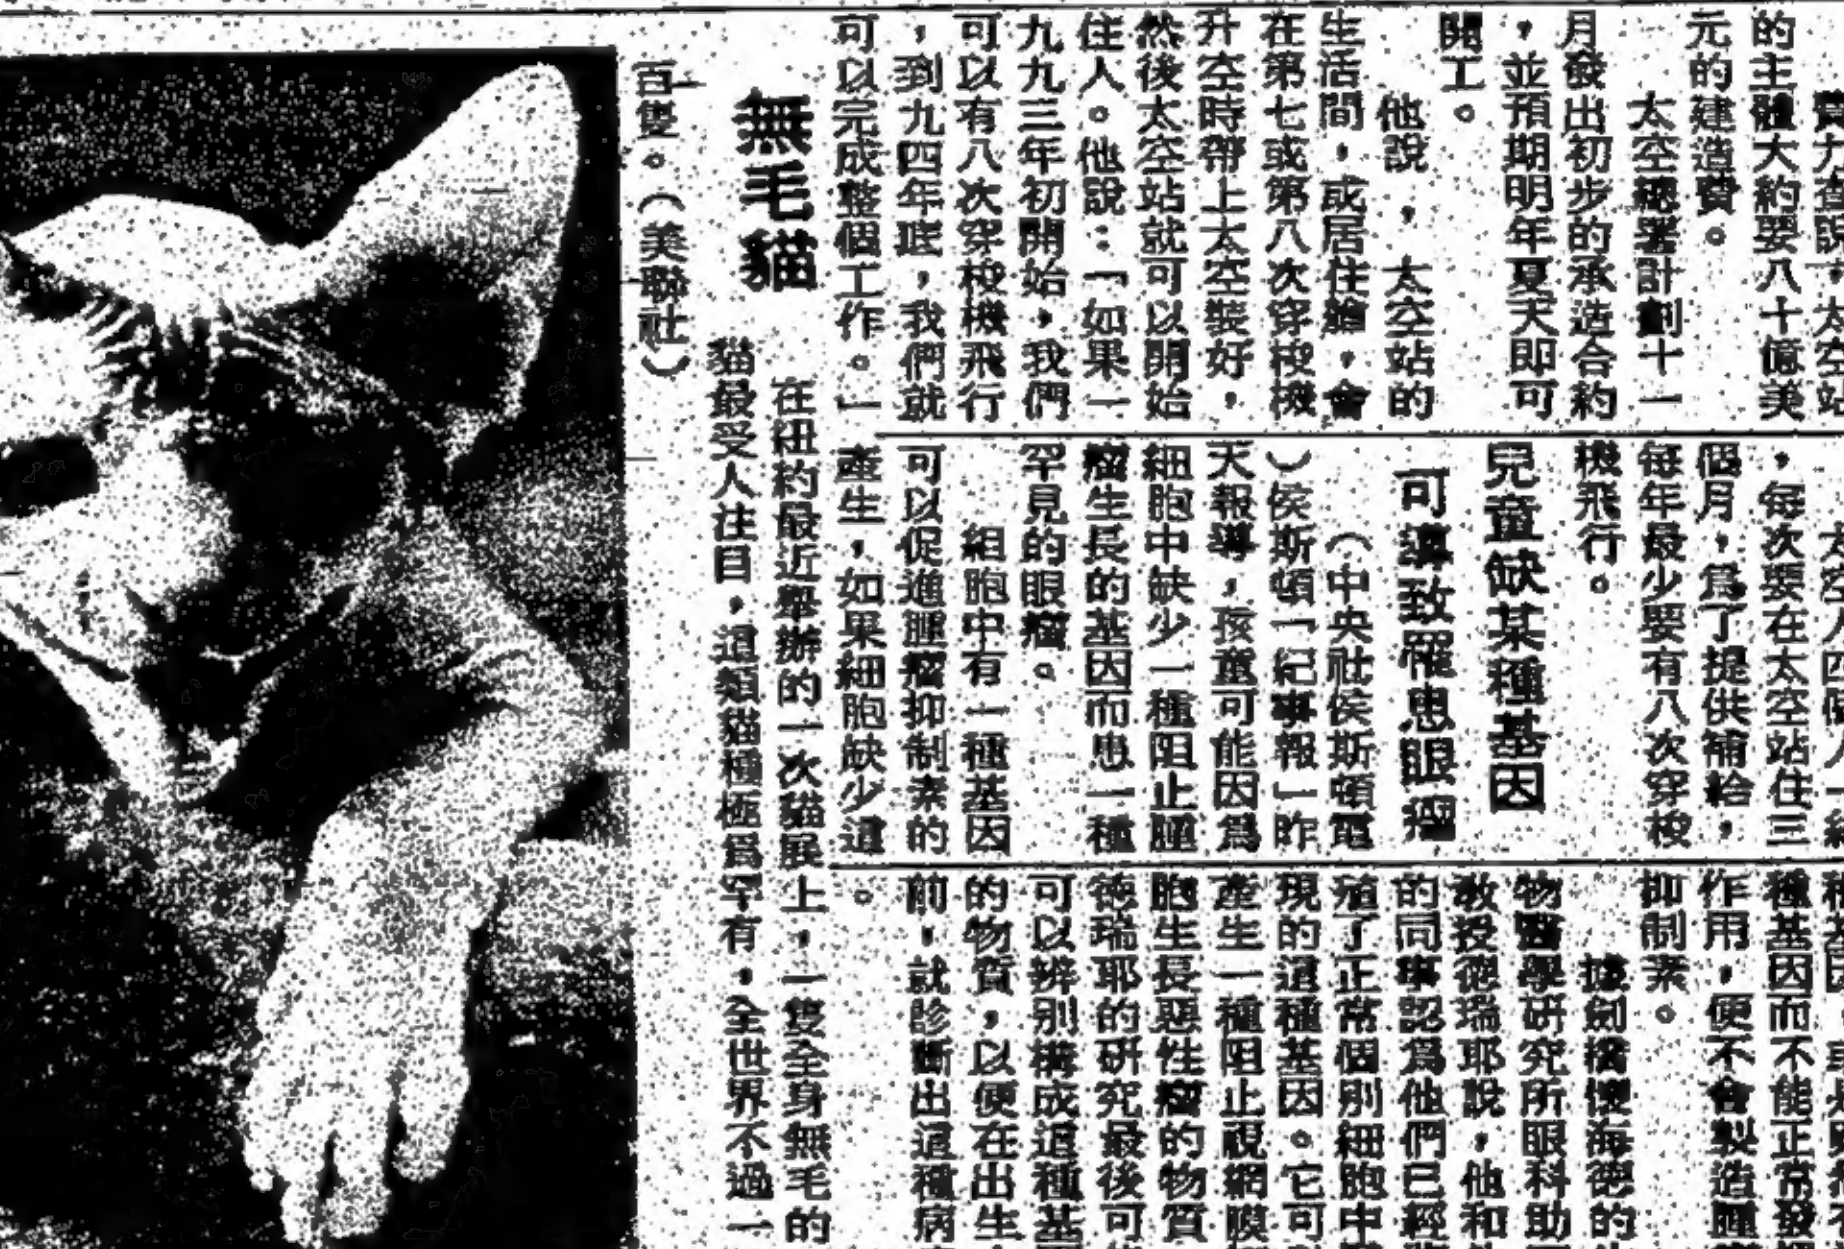 的主體大約要八十億美
元的建造費。
太空總署計劃十一
月發出初步的承造合約
，並預期明年夏天即可
開工。
他說，太空站的
生活間，或居住艙，會
在第七或第八次穿梭機
升空時帶上太空裝好，
然後太空站就可以開始
住人。他說：「如果一
九九三年初開始，我們
可以有八次穿梭機飛行
，到九四年底，我們就
可以完成整個工作。」
，每次要在太空站住三
個月，爲了提供補給，
每年最少要有八次穿梭
機飛行。
兒童缺某種基因
可導致罹患眼瘤
（中央社侯斯頓電
）侯斯頓「紀事報」昨
天報導，孩童可能因爲
細胞中缺少一種阻止腫
瘤生長的基因而患一種
罕見的眼瘤。
組胞中有一種基因
可以促進腫瘤抑制素的
產生，如果細胞缺少這
種基因而不能正常發
作用，便不會製造腫
抑制素。
據劍橋懷海德的
物醫學研究所眼科助
教授德瑞耶說，他和
的同事認爲他們已經
殖了正常個別細胞中
現的這種基因。它可
產生一種阻止視網膜
胞生長惡性瘤的物質
德瑞耶的研究最後可
可以辨別構成這種基
的物質，以便在出生
前，就診斷出這種病
。
無毛貓
在紐約最近舉辦的一次貓展上，一隻全身無毛的
貓最受人注目，這類貓種極爲罕有，全世界不過一
百隻。（美聯社）